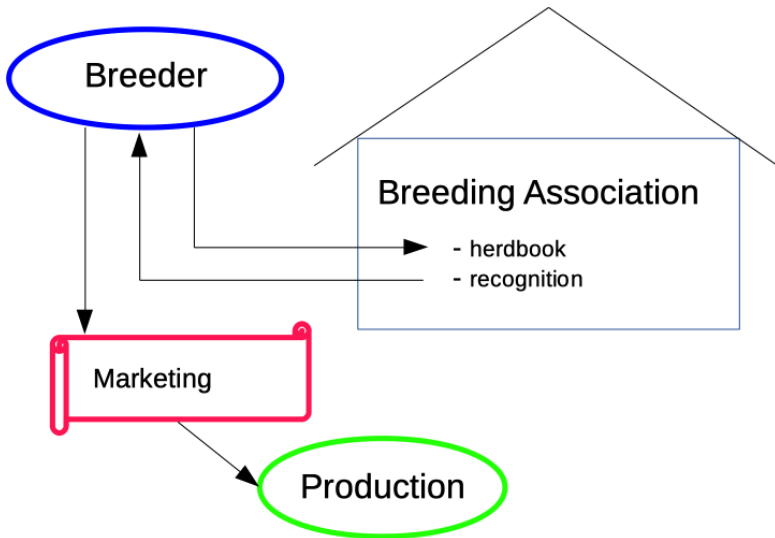 Breeder
Breeding Association
- herdbook
- recognition
Marketing
Production